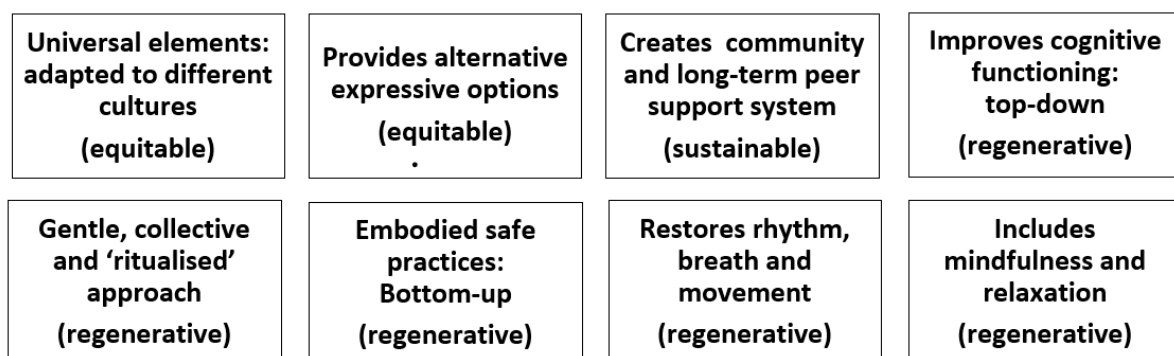 Universal elements:
adapted to different
cultures
(equitable)
Provides alternative
expressive options
(equitable)
.
Creates community
and long-term peer
support system
(sustainable)
Improves cognitive
functioning:
top-down
(regenerative)
Gentle, collective
and ‘ritualised’
approach
(regenerative)
Embodied safe
practices:
Bottom-up
(regenerative)
Restores rhythm,
breath and
movement
(regenerative)
Includes
mindfulness and
relaxation
(regenerative)